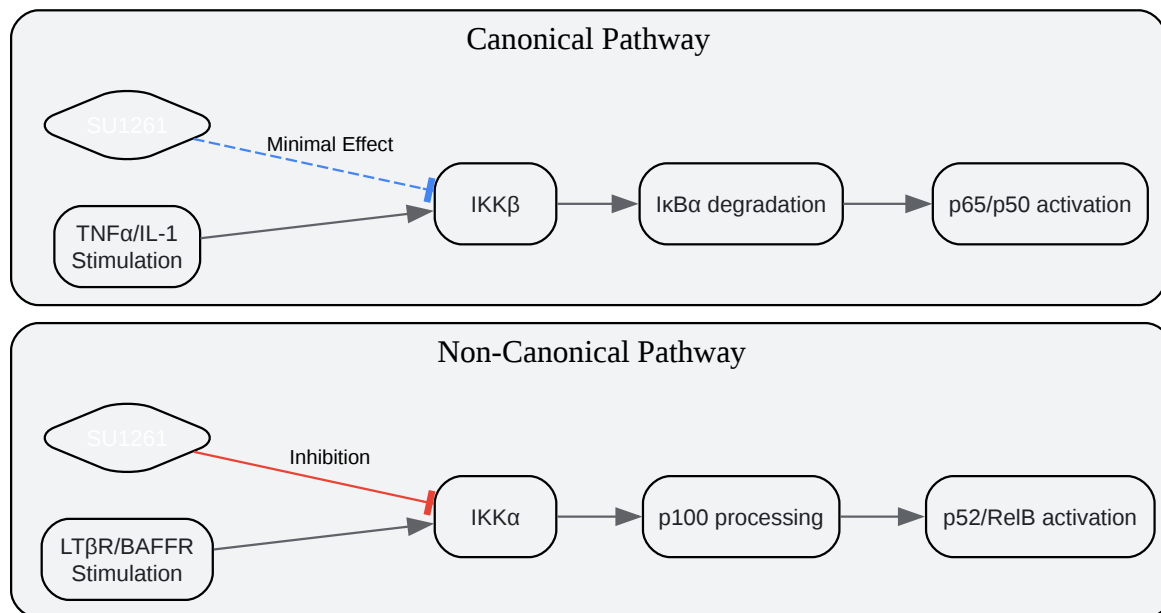 Canonical Pathway
SU1261
Minimal Effect
TNFα/IL-1
Stimulation
IKKβ
IκBα degradation
p65/p50 activation
Non-Canonical Pathway
SU1261
Inhibition
LTβR/BAFFR
Stimulation
IKKα
p100 processing
p52/RelB activation